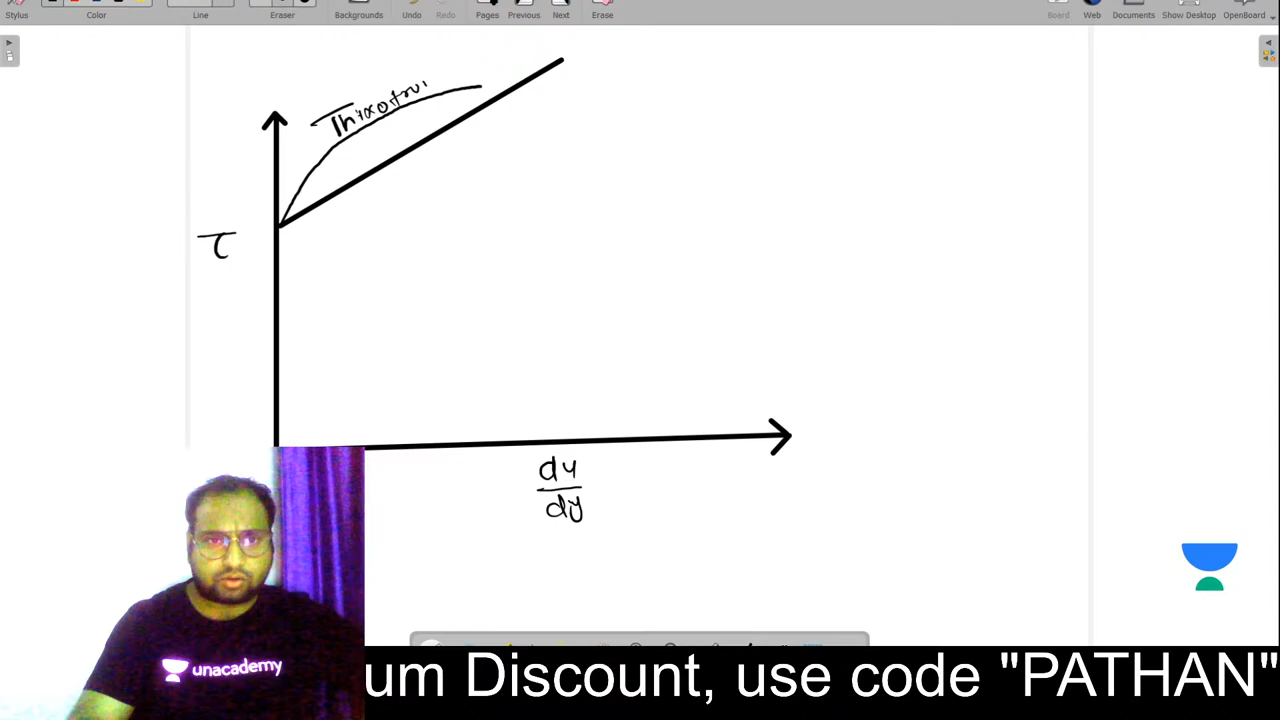 Stylus Color Line Eraser Backgrounds Undo Redo Pages Previous Next Erase Board Web Documents Show Desktop OpenBoard
τ
du
dy
unacademy
um Discount, use code "PATHAN"